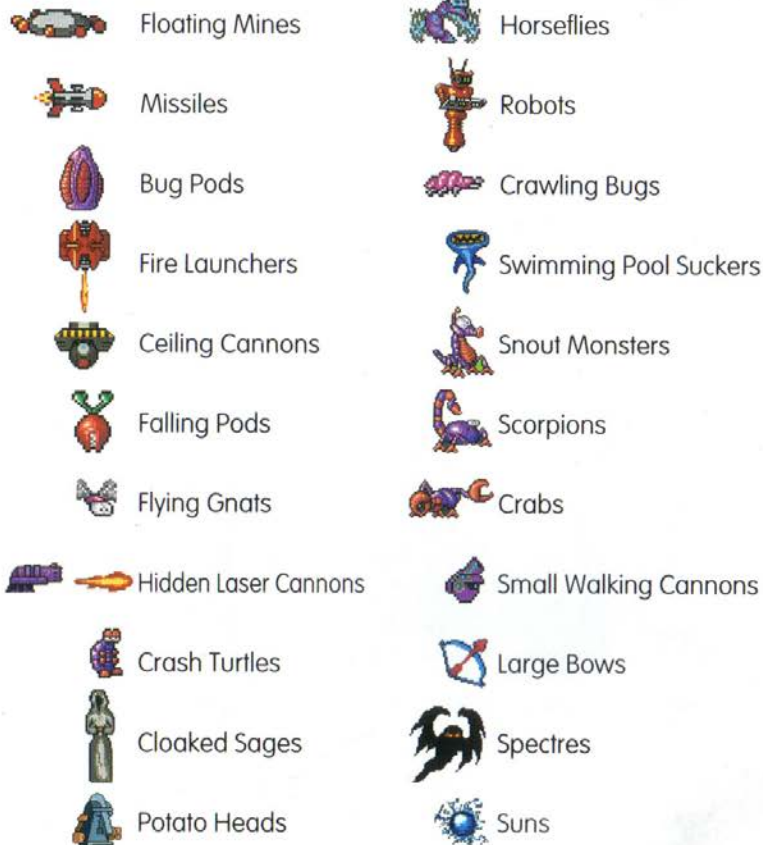 Floating Mines
Missiles
Bug Pods
Fire Launchers
Ceiling Cannons
Falling Pods
Flying Gnats
Hidden Laser Cannons
Crash Turtles
Cloaked Sages
Potato Heads
Horseflies
Robots
Crawling Bugs
Swimming Pool Suckers
Snout Monsters
Scorpions
Crabs
Small Walking Cannons
Large Bows
Spectres
Suns